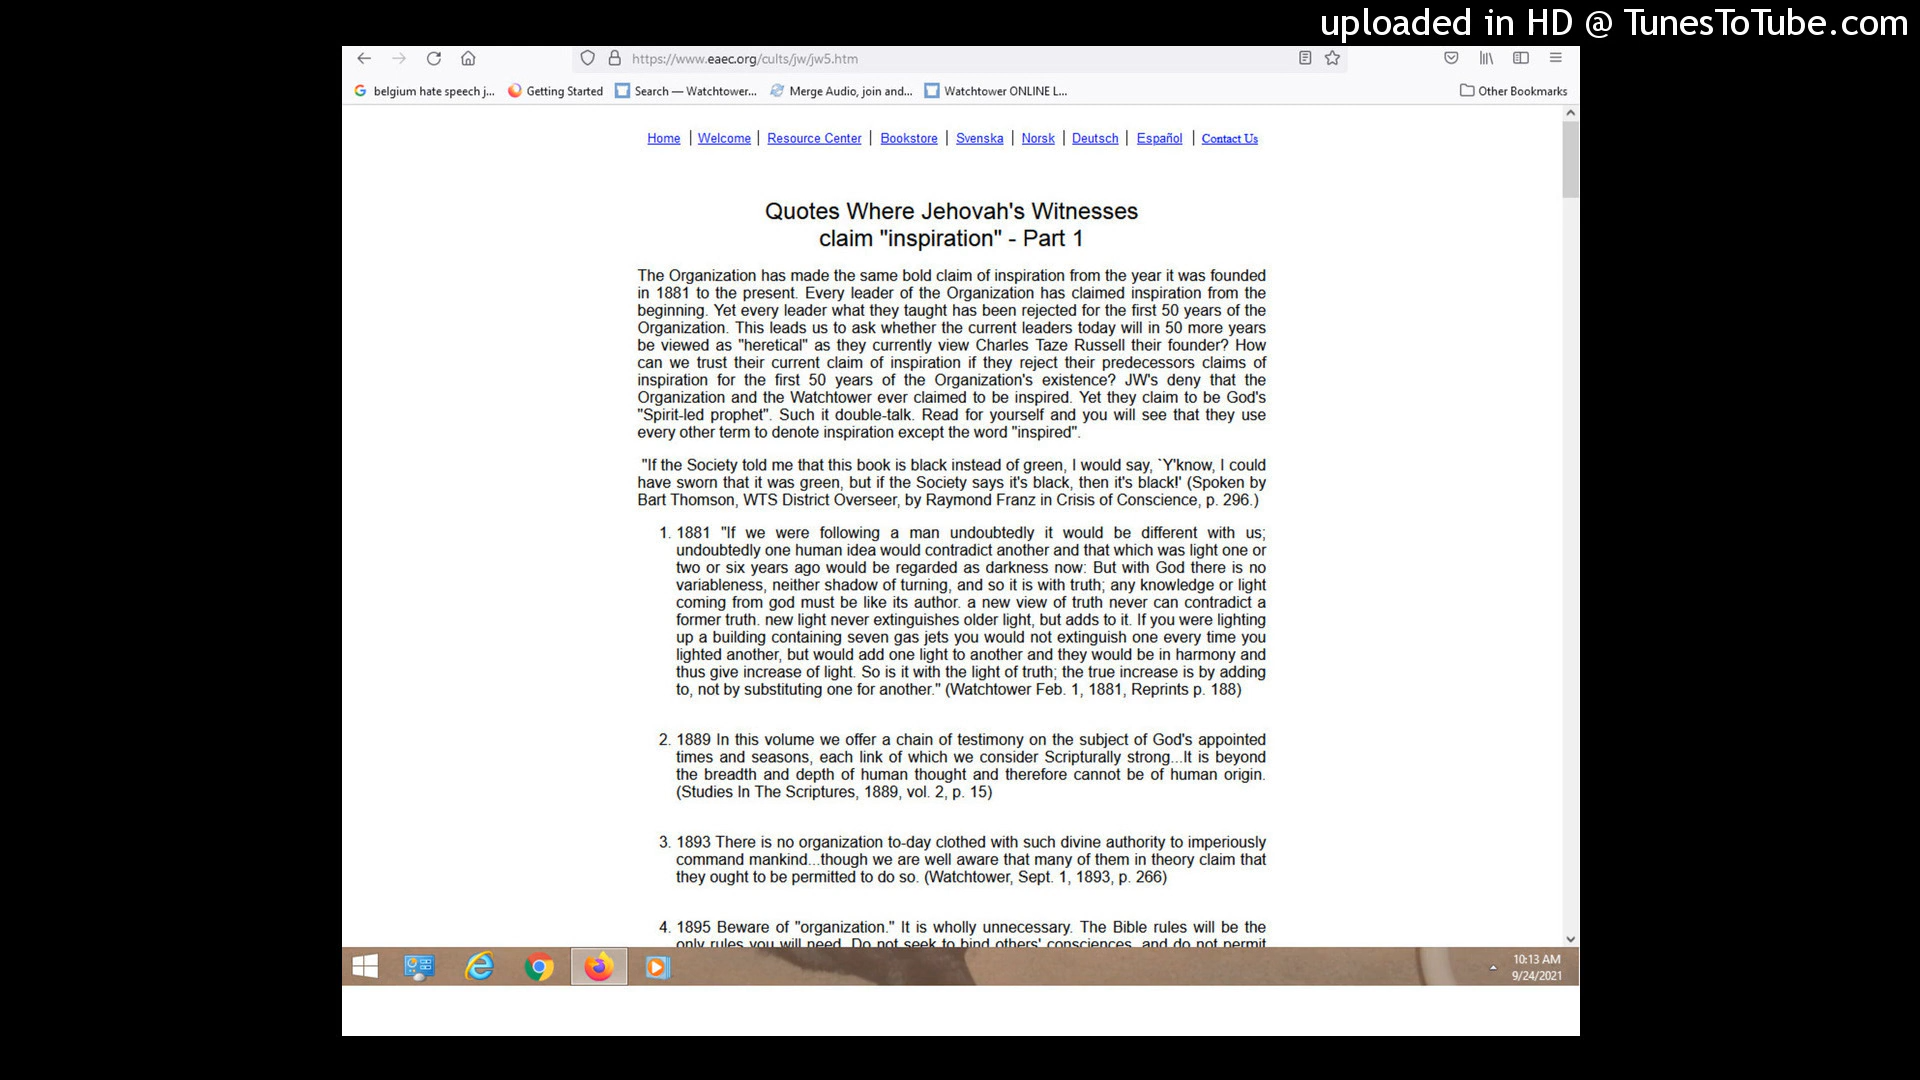 uploaded in HD @ TunesToTube.com
https://www.eaec.org/cults/jw/jw5.htm
belgium hate speech j... Getting Started Search — Watchtower... Merge Audio, join and... Watchtower ONLINE L... Other Bookmarks
Home | Welcome | Resource Center | Bookstore | Svenska | Norsk | Deutsch | Español | Contact Us
Quotes Where Jehovah's Witnesses
claim "inspiration" - Part 1
The Organization has made the same bold claim of inspiration from the year it was founded
in 1881 to the present. Every leader of the Organization has claimed inspiration from the
beginning. Yet every leader what they taught has been rejected for the first 50 years of the
Organization. This leads us to ask whether the current leaders today will in 50 more years
be viewed as "heretical" as they currently view Charles Taze Russell their founder? How
can we trust their current claim of inspiration if they reject their predecessors claims of
inspiration for the first 50 years of the Organization's existence? JW's deny that the
Organization and the Watchtower ever claimed to be inspired. Yet they claim to be God's
"Spirit-led prophet". Such it double-talk. Read for yourself and you will see that they use
every other term to denote inspiration except the word "inspired".
"If the Society told me that this book is black instead of green, I would say, `Y'know, I could
have sworn that it was green, but if the Society says it's black, then it's black!' (Spoken by
Bart Thomson, WTS District Overseer, by Raymond Franz in Crisis of Conscience, p. 296.)
1. 1881 "If we were following a man undoubtedly it would be different with us;
undoubtedly one human idea would contradict another and that which was light one or
two or six years ago would be regarded as darkness now: But with God there is no
variableness, neither shadow of turning, and so it is with truth; any knowledge or light
coming from god must be like its author. a new view of truth never can contradict a
former truth. new light never extinguishes older light, but adds to it. If you were lighting
up a building containing seven gas jets you would not extinguish one every time you
lighted another, but would add one light to another and they would be in harmony and
thus give increase of light. So is it with the light of truth; the true increase is by adding
to, not by substituting one for another." (Watchtower Feb. 1, 1881, Reprints p. 188)
2. 1889 In this volume we offer a chain of testimony on the subject of God's appointed
times and seasons, each link of which we consider Scripturally strong...It is beyond
the breadth and depth of human thought and therefore cannot be of human origin.
(Studies In The Scriptures, 1889, vol. 2, p. 15)
3. 1893 There is no organization to-day clothed with such divine authority to imperiously
command mankind...though we are well aware that many of them in theory claim that
they ought to be permitted to do so. (Watchtower, Sept. 1, 1893, p. 266)
4. 1895 Beware of "organization." It is wholly unnecessary. The Bible rules will be the
only rules you will need. Do not seek to bind others' consciences, and do not permit
10:13 AM
9/24/2021